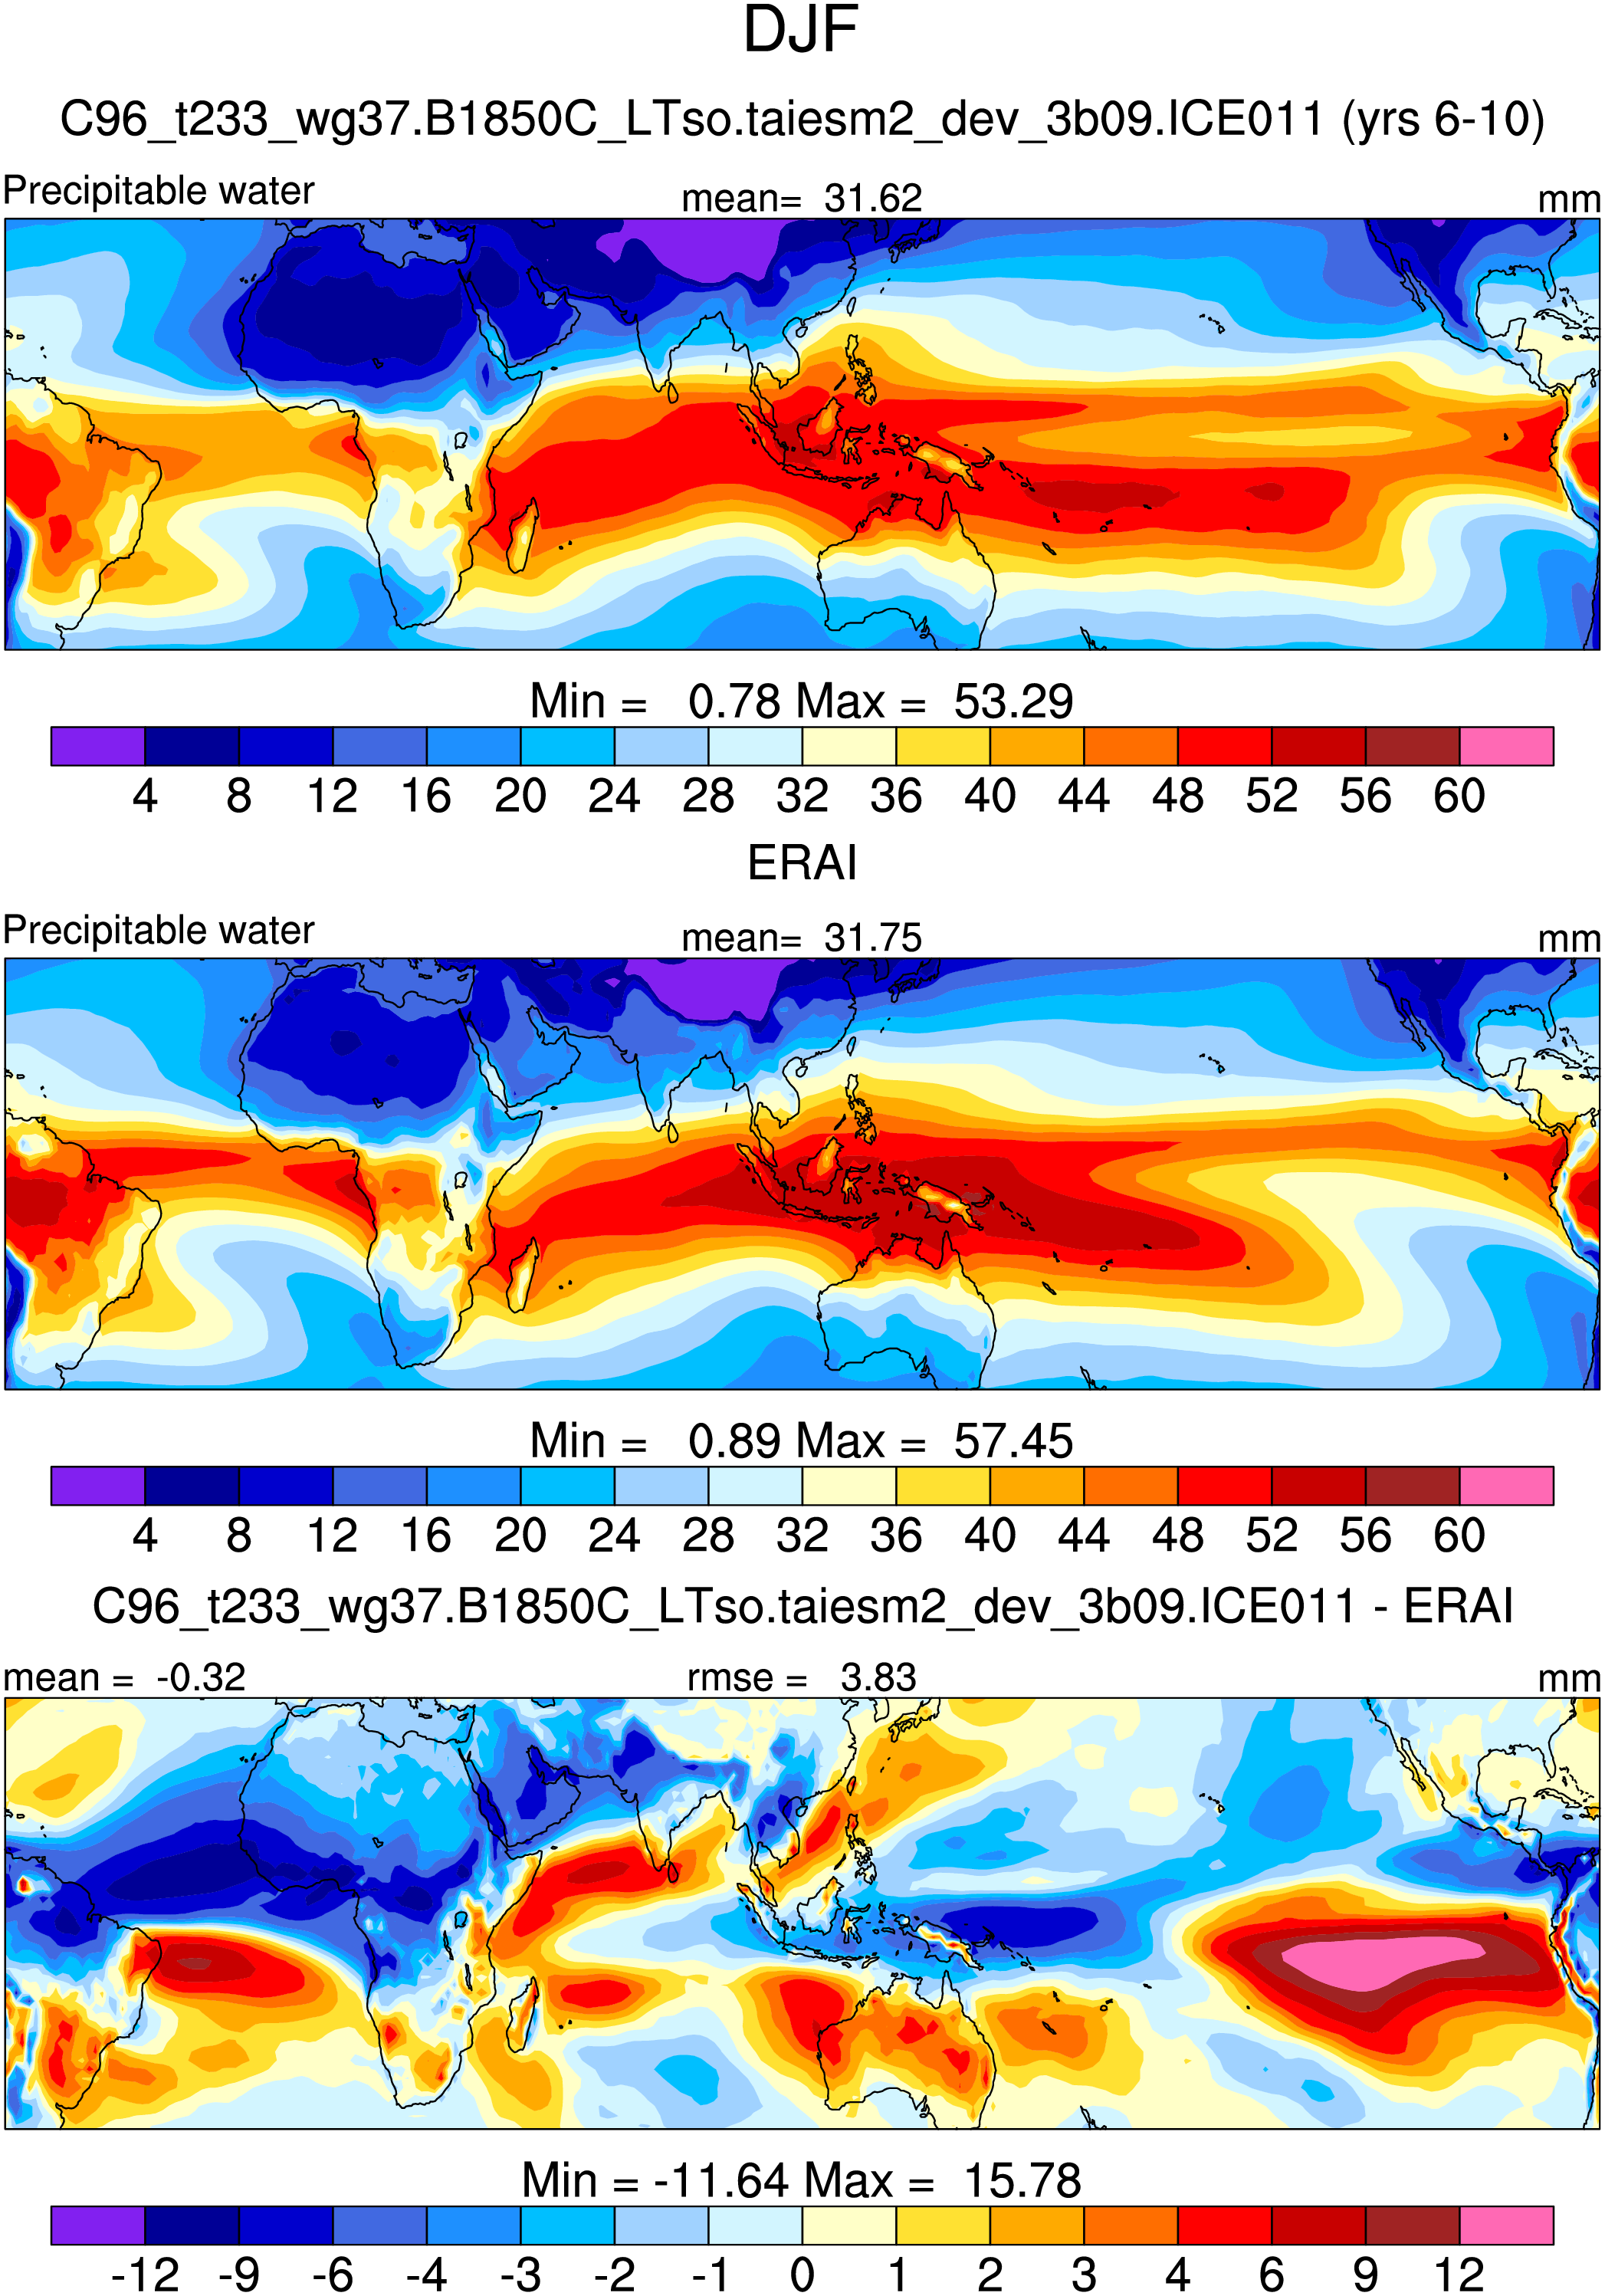 DJF
C96_t233_wg37.B1850C_LTso.taiesm2_dev_3b09.ICE011 (yrs 6-10)
Precipitable water mean= 31.62 mm
Min = 0.78 Max = 53.29
4 8 12 16 20 24 28 32 36 40 44 48 52 56 60
ERAI
Precipitable water mean= 31.75 mm
Min = 0.89 Max = 57.45
4 8 12 16 20 24 28 32 36 40 44 48 52 56 60
C96_t233_wg37.B1850C_LTso.taiesm2_dev_3b09.ICE011 - ERAI
mean = -0.32 rmse = 3.83 mm
Min = -11.64 Max = 15.78
-12 -9 -6 -4 -3 -2 -1 0 1 2 3 4 6 9 12